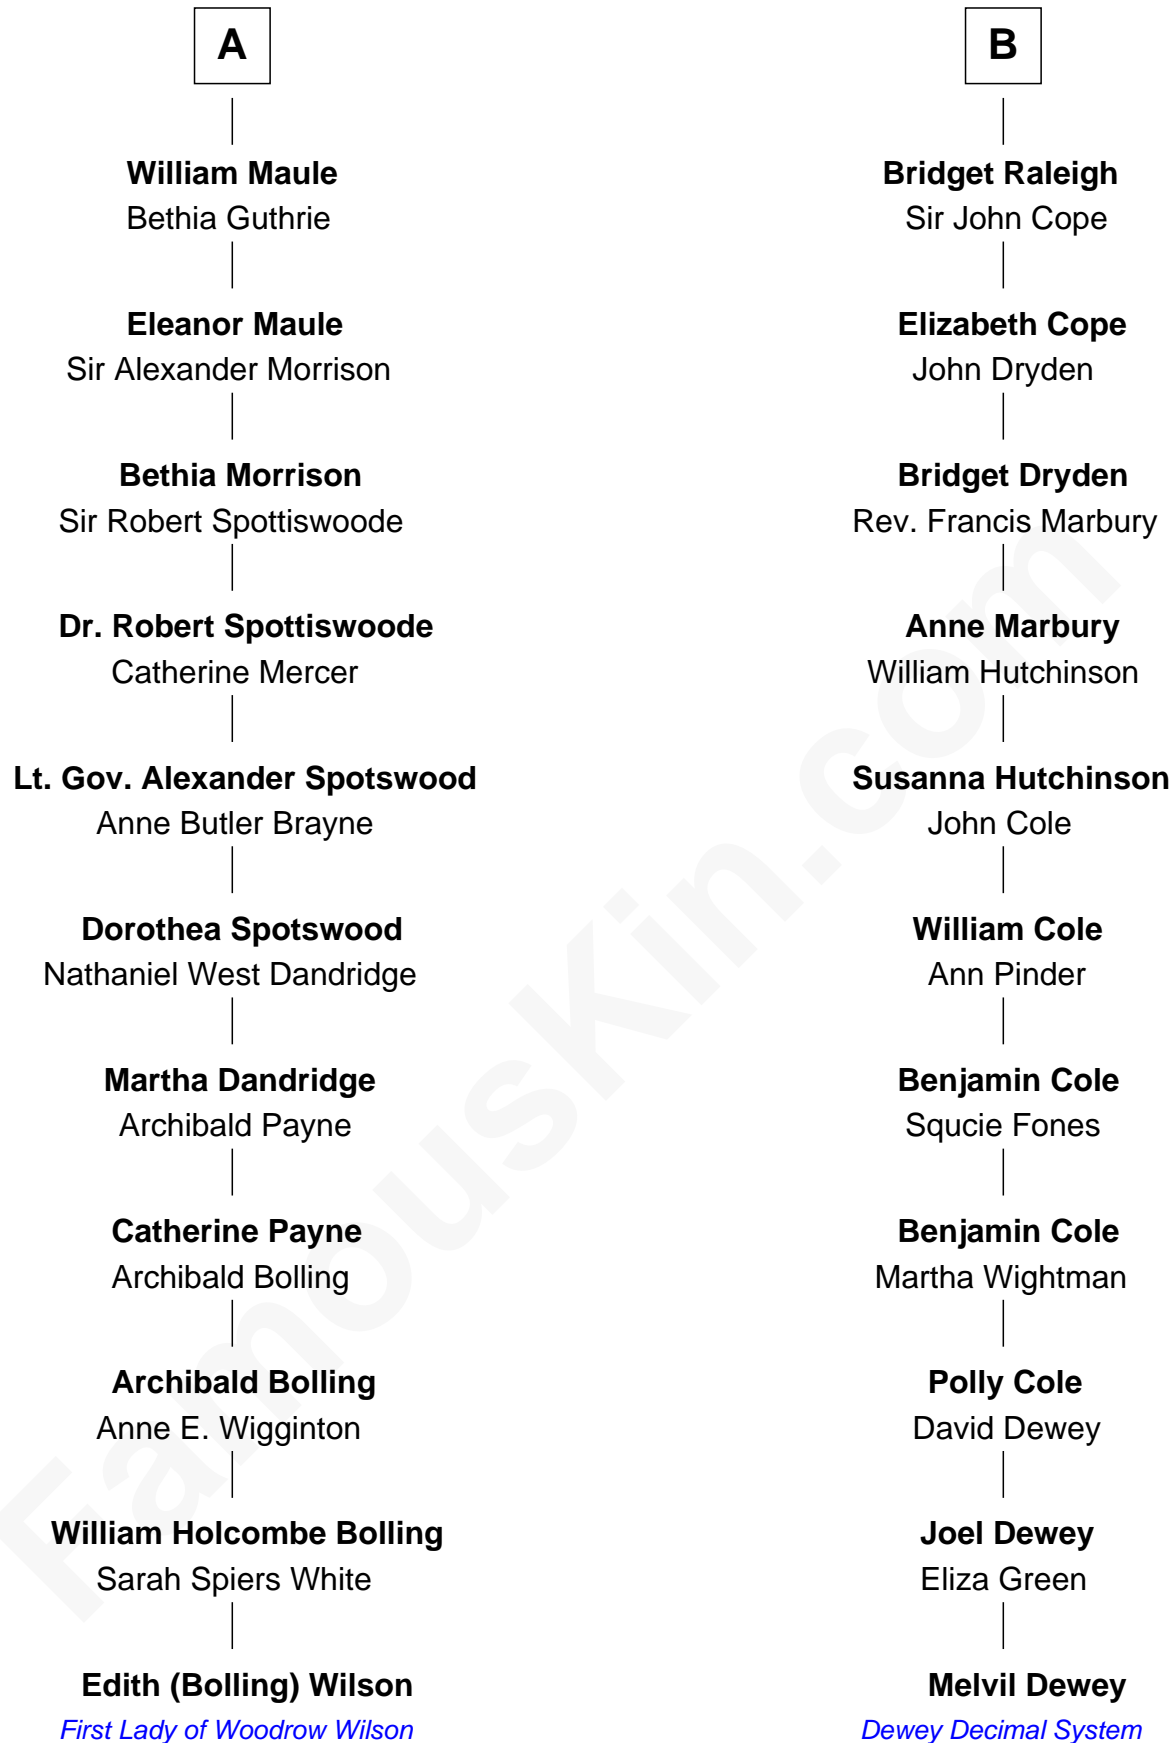 A
William Maule
Bethia Guthrie
Eleanor Maule
Sir Alexander Morrison
Bethia Morrison
Sir Robert Spottiswoode
Dr. Robert Spottiswoode
Catherine Mercer
Lt. Gov. Alexander Spotswood
Anne Butler Brayne
Dorothea Spotswood
Nathaniel West Dandridge
Martha Dandridge
Archibald Payne
Catherine Payne
Archibald Bolling
Archibald Bolling
Anne E. Wigginton
William Holcombe Bolling
Sarah Spiers White
Edith (Bolling) Wilson
First Lady of Woodrow Wilson
B
Bridget Raleigh
Sir John Cope
Elizabeth Cope
John Dryden
Bridget Dryden
Rev. Francis Marbury
Anne Marbury
William Hutchinson
Susanna Hutchinson
John Cole
William Cole
Ann Pinder
Benjamin Cole
Squcie Fones
Benjamin Cole
Martha Wightman
Polly Cole
David Dewey
Joel Dewey
Eliza Green
Melvil Dewey
Dewey Decimal System
FamousKin.com